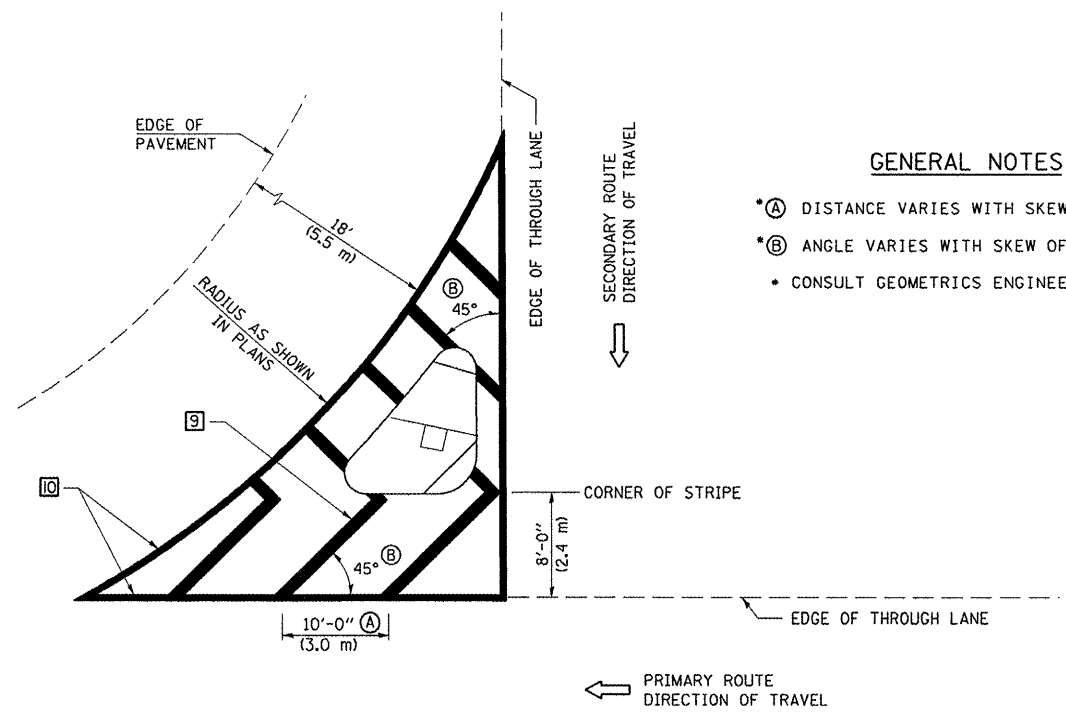 EDGE OF
PAVEMENT
18'
(5.5 m)
RADIUS AS SHOWN
IN PLANS
9
10
B
45°
EDGE OF THROUGH LANE
SECONDARY ROUTE
DIRECTION OF TRAVEL
GENERAL NOTES
*A DISTANCE VARIES WITH SKEW
*B ANGLE VARIES WITH SKEW OF
* CONSULT GEOMETRICS ENGINEE
CORNER OF STRIPE
8'-0"
(2.4 m)
45° B
10'-0" A
(3.0 m)
EDGE OF THROUGH LANE
PRIMARY ROUTE
DIRECTION OF TRAVEL